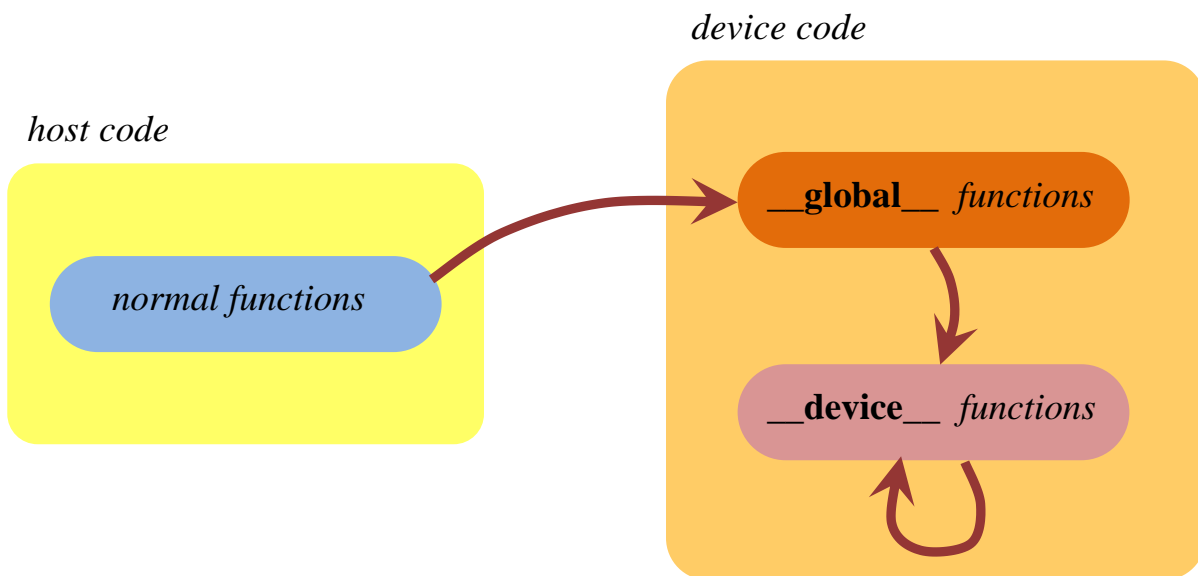 device code
host code
__global__ functions
normal functions
__device__ functions